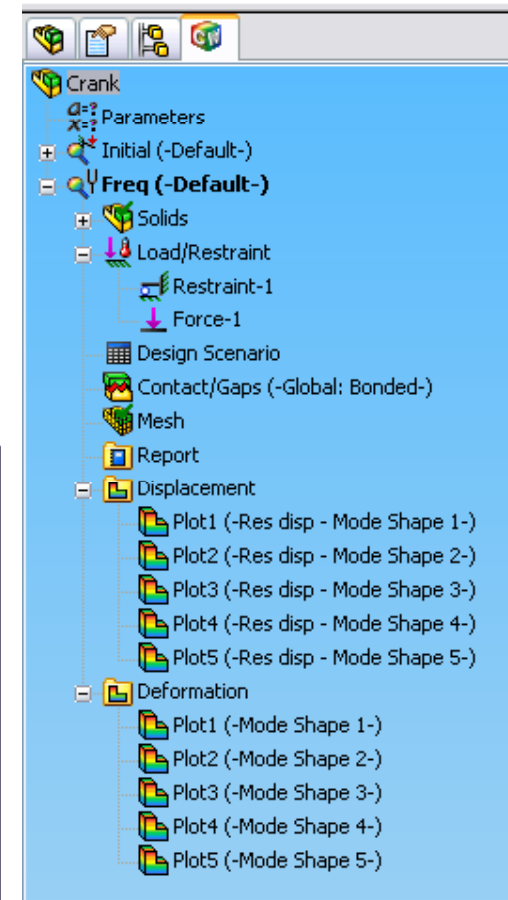 Crank
Parameters
Initial (-Default-)
Freq (-Default-)
Solids
Load/Restraint
Restraint-1
Force-1
Design Scenario
Contact/Gaps (-Global: Bonded-)
Mesh
Report
Displacement
Plot1 (-Res disp - Mode Shape 1-)
Plot2 (-Res disp - Mode Shape 2-)
Plot3 (-Res disp - Mode Shape 3-)
Plot4 (-Res disp - Mode Shape 4-)
Plot5 (-Res disp - Mode Shape 5-)
Deformation
Plot1 (-Mode Shape 1-)
Plot2 (-Mode Shape 2-)
Plot3 (-Mode Shape 3-)
Plot4 (-Mode Shape 4-)
Plot5 (-Mode Shape 5-)